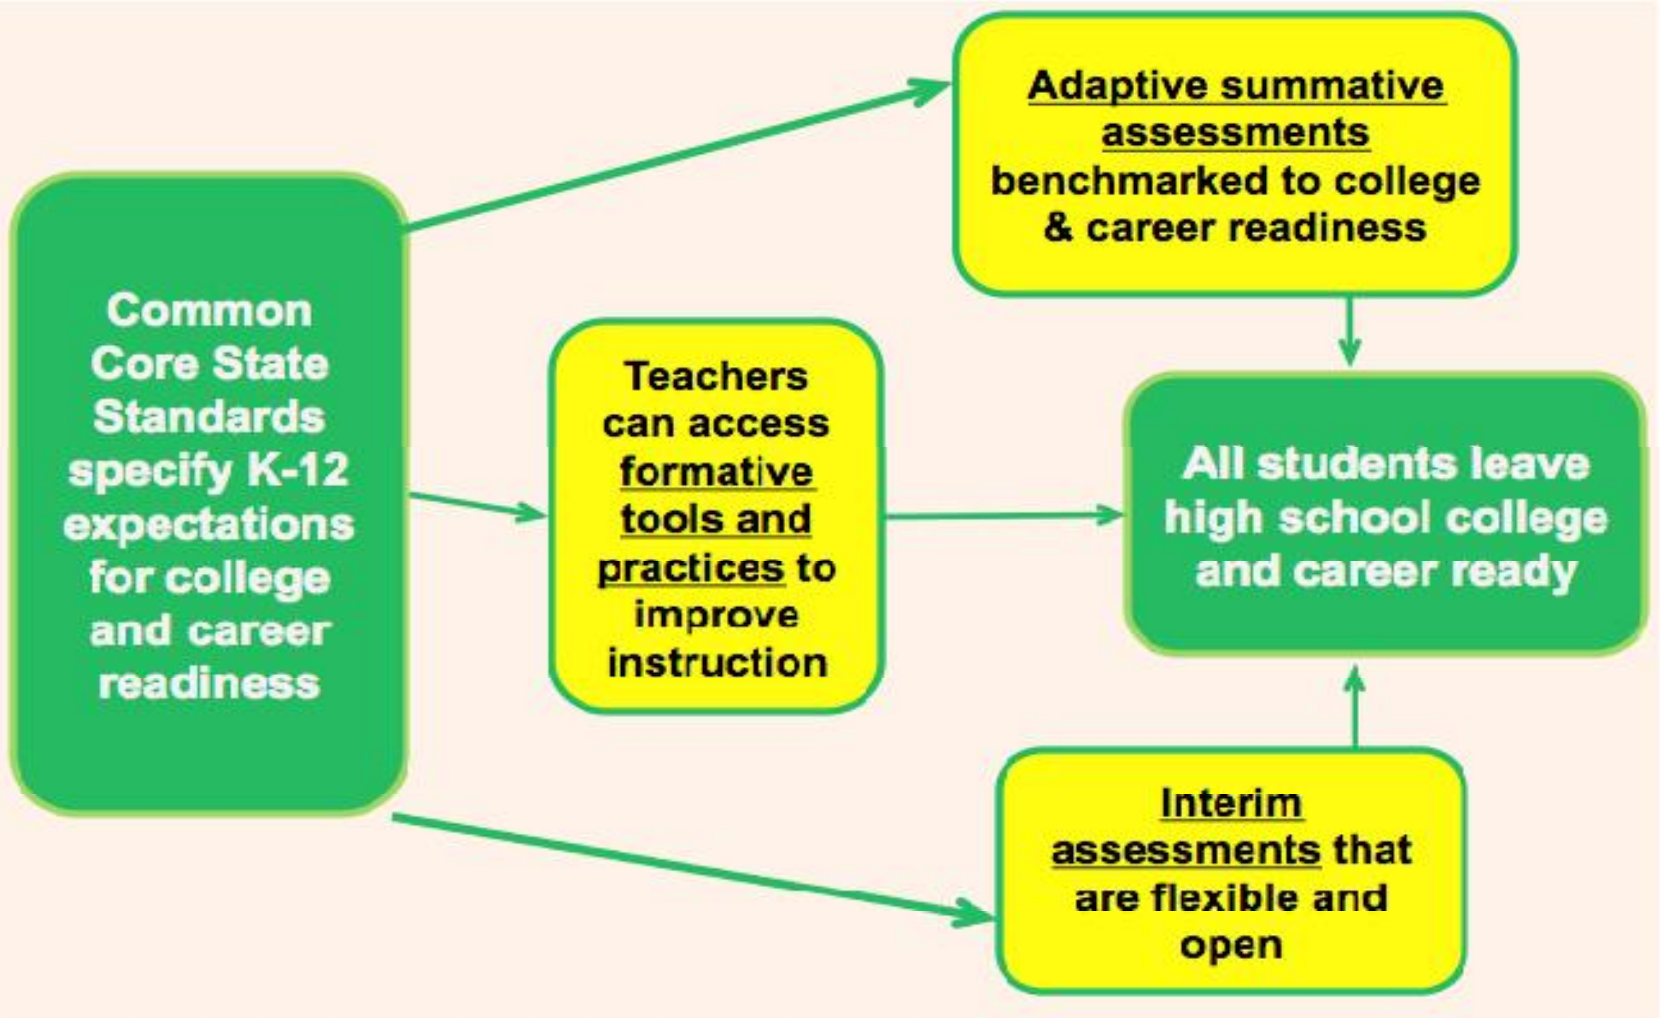 Common
Core State
Standards
specify K-12
expectations
for college
and career
readiness
Adaptive summative
assessments
benchmarked to college
& career readiness
Teachers
can access
formative
tools and
practices to
improve
instruction
All students leave
high school college
and career ready
Interim
assessments that
are flexible and
open